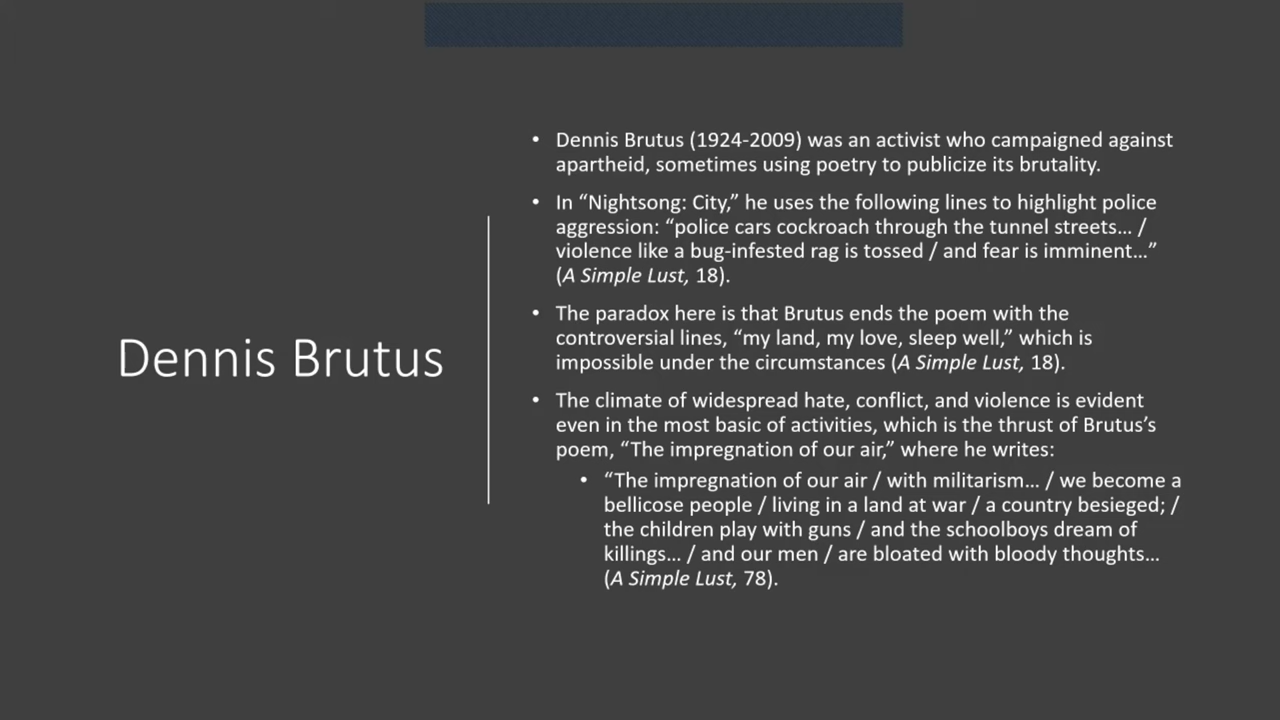 Dennis Brutus
• Dennis Brutus (1924-2009) was an activist who campaigned against
apartheid, sometimes using poetry to publicize its brutality.
• In “Nightsong: City,” he uses the following lines to highlight police
aggression: “police cars cockroach through the tunnel streets... /
violence like a bug-infested rag is tossed / and fear is imminent...”
(A Simple Lust, 18).
• The paradox here is that Brutus ends the poem with the
controversial lines, “my land, my love, sleep well,” which is
impossible under the circumstances (A Simple Lust, 18).
• The climate of widespread hate, conflict, and violence is evident
even in the most basic of activities, which is the thrust of Brutus’s
poem, “The impregnation of our air,” where he writes:
• “The impregnation of our air / with militarism... / we become a
bellicose people / living in a land at war / a country besieged; /
the children play with guns / and the schoolboys dream of
killings... / and our men / are bloated with bloody thoughts...
(A Simple Lust, 78).